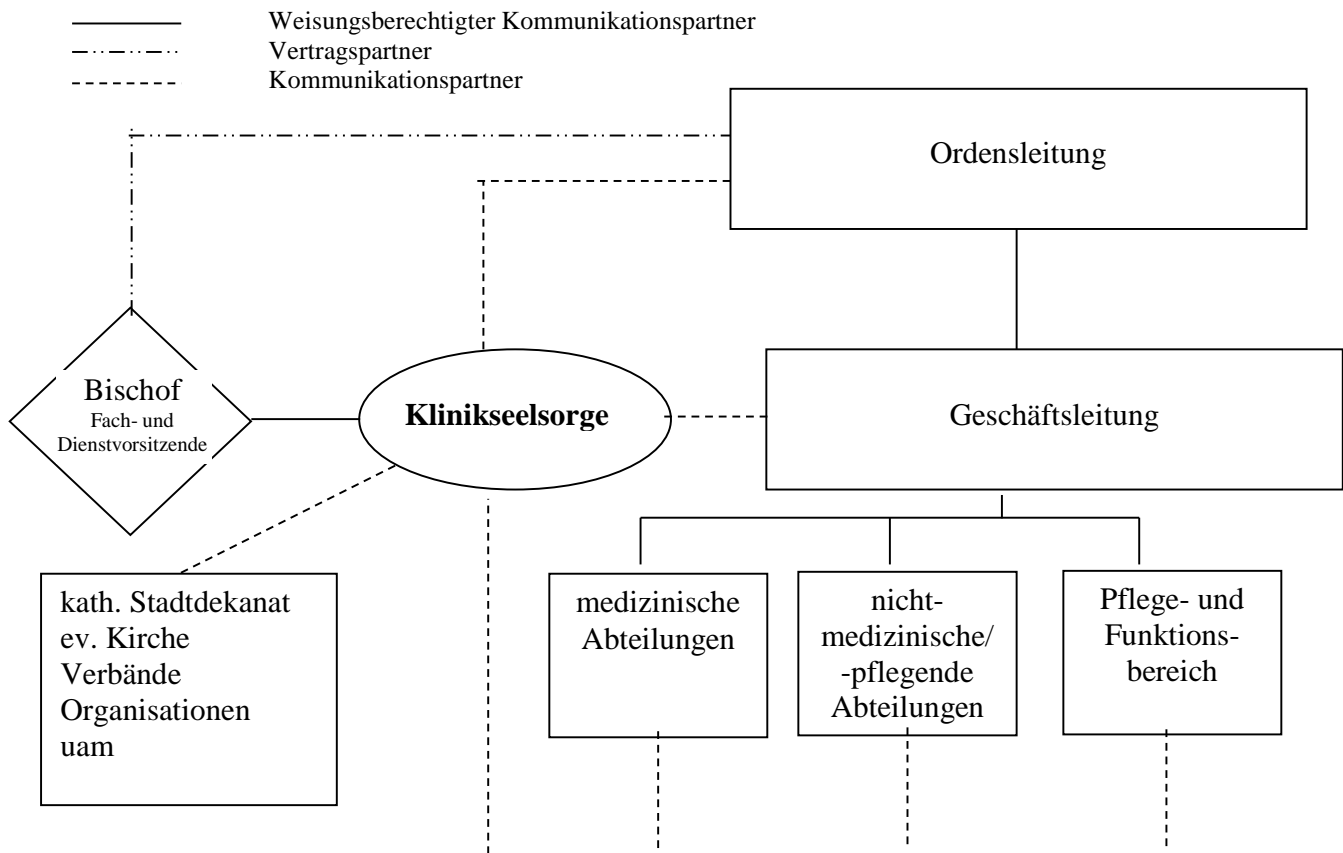 Weisungsberechtigter Kommunikationspartner
Vertragspartner
Kommunikationspartner
Ordensleitung
Bischof
Fach- und
Dienstvorsitzende
Klinikseelsorge
Geschäftsleitung
kath. Stadtdekanat
ev. Kirche
Verbände
Organisationen
uam
medizinische
Abteilungen
nicht-
medizinische/
-pflegende
Abteilungen
Pflege- und
Funktions-
bereich